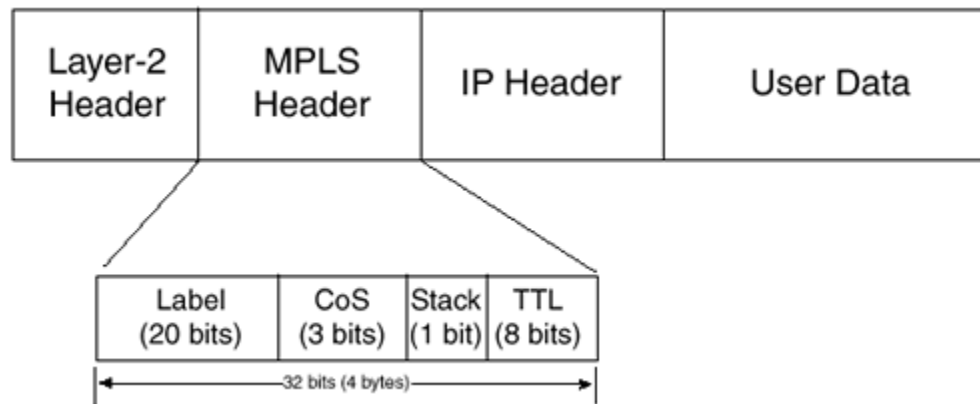 Layer-2
Header
MPLS
Header
IP Header
User Data
Label
(20 bits)
CoS
(3 bits)
Stack
(1 bit)
TTL
(8 bits)
32 bits (4 bytes)